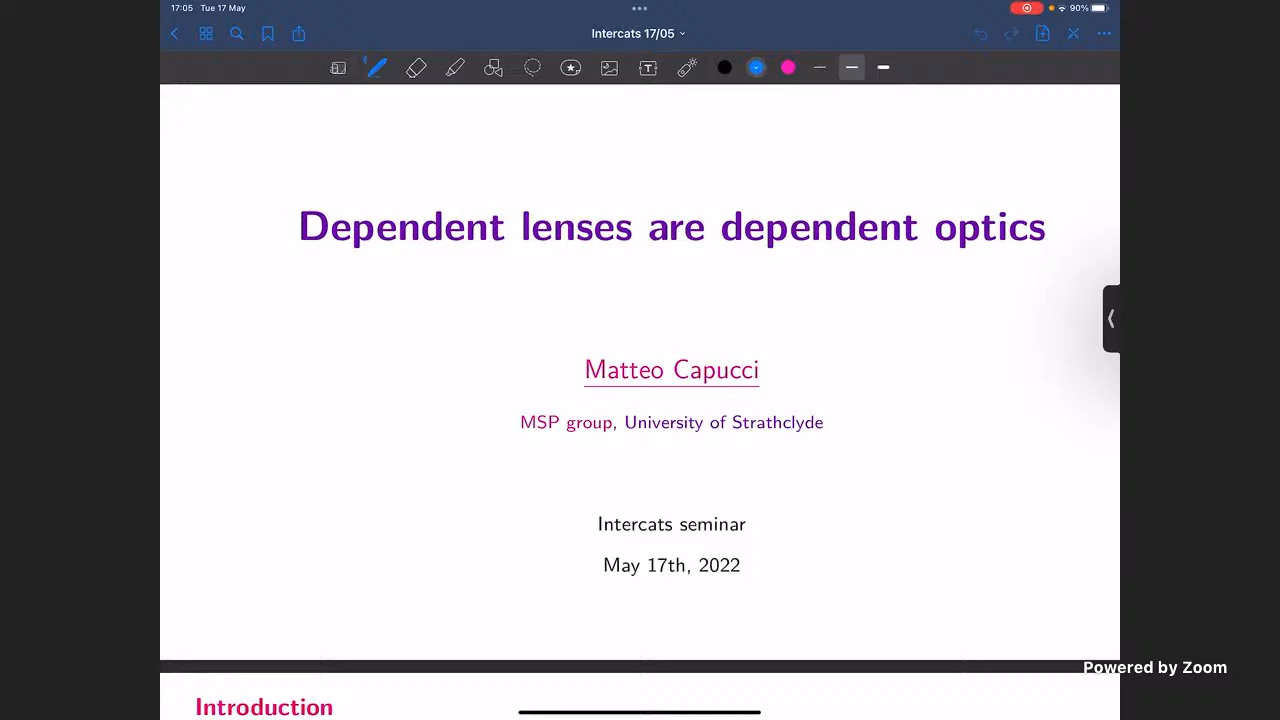 17:05 Tue 17 May
90%
Intercats 17/05
Dependent lenses are dependent optics
Matteo Capucci
MSP group, University of Strathclyde
Intercats seminar
May 17th, 2022
Powered by Zoom
Introduction